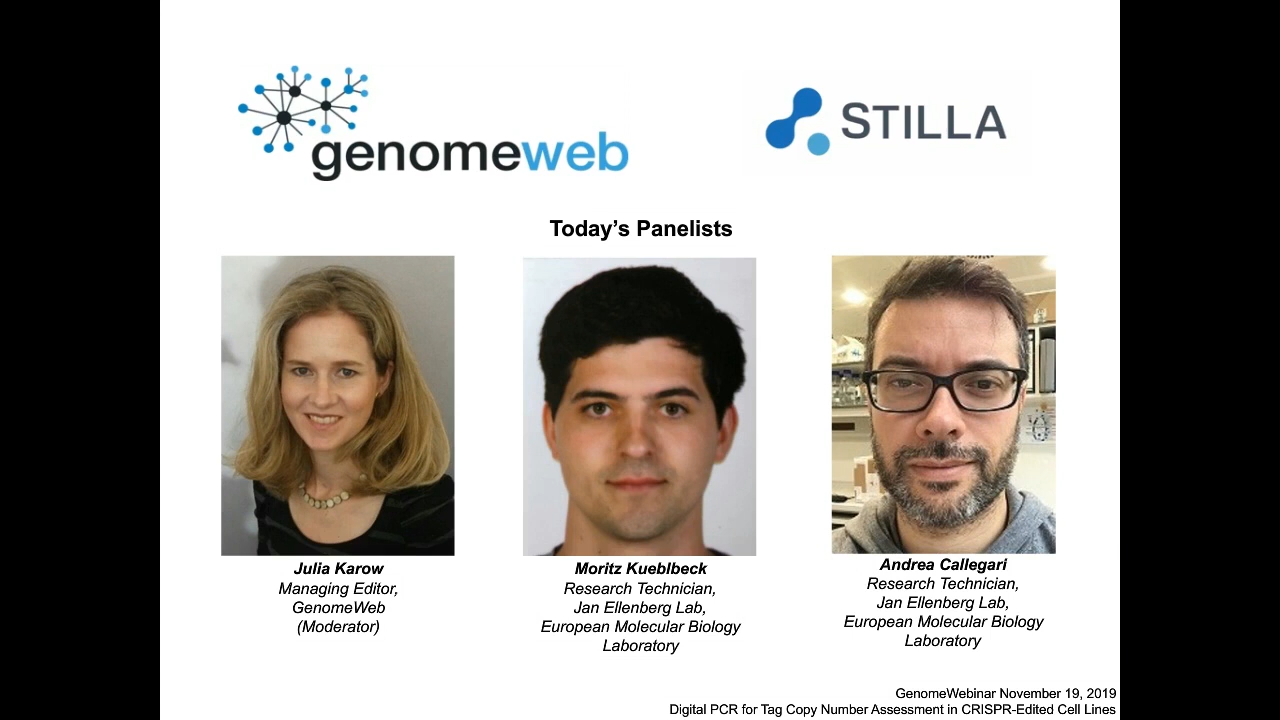 genomeweb
STILLA
Today’s Panelists
Julia Karow
Managing Editor,
GenomeWeb
(Moderator)
Moritz Kueblbeck
Research Technician,
Jan Ellenberg Lab,
European Molecular Biology
Laboratory
Andrea Callegari
Research Technician,
Jan Ellenberg Lab,
European Molecular Biology
Laboratory
GenomeWebinar November 19, 2019
Digital PCR for Tag Copy Number Assessment in CRISPR-Edited Cell Lines